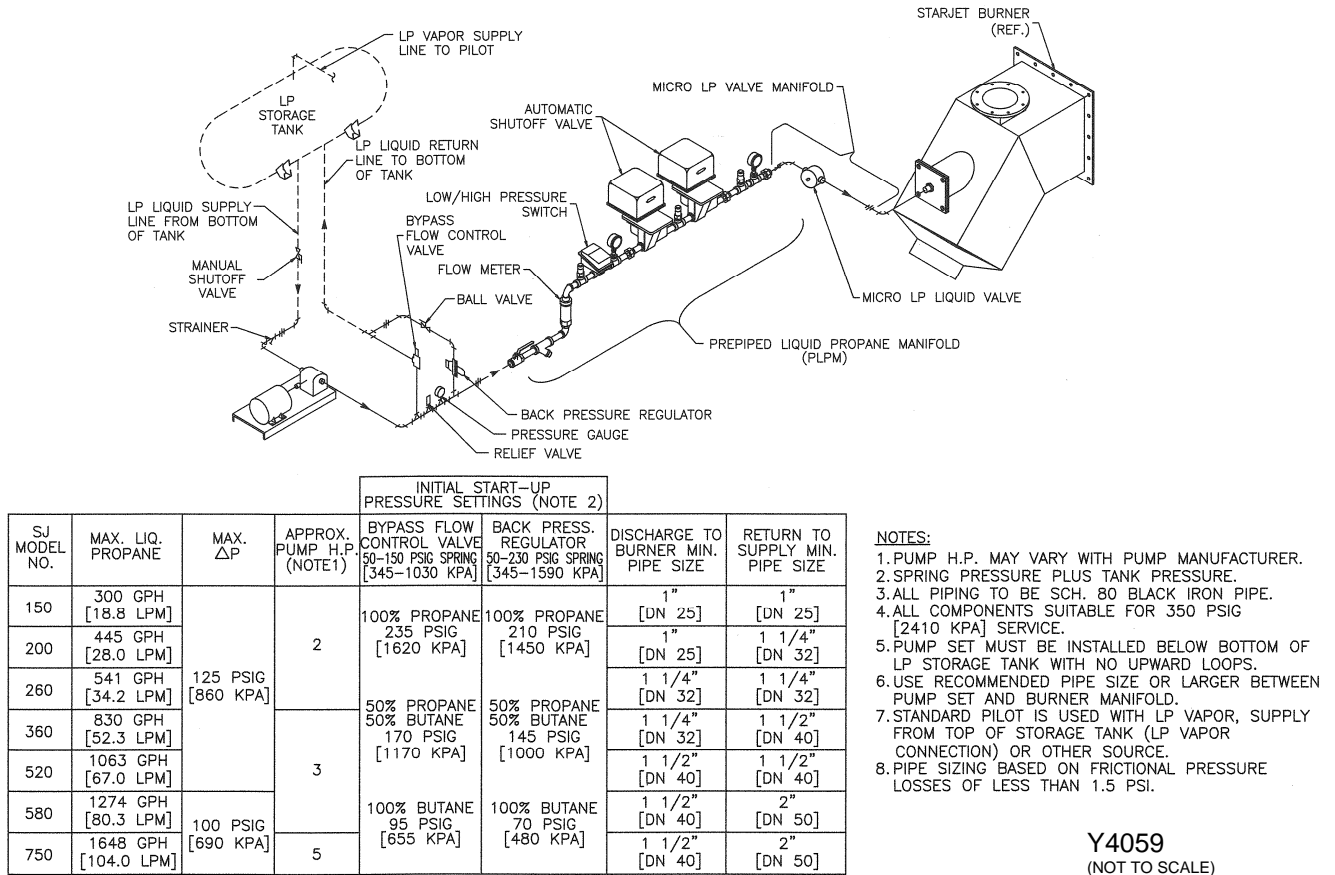 STARJET BURNER
(REF.)
LP VAPOR SUPPLY
LINE TO PILOT
LP
STORAGE
TANK
MICRO LP VALVE MANIFOLD
AUTOMATIC
SHUTOFF VALVE
LP LIQUID RETURN
LINE TO BOTTOM
OF TANK
LOW/HIGH PRESSURE
SWITCH
LP LIQUID SUPPLY
LINE FROM BOTTOM
OF TANK
BYPASS
FLOW CONTROL
VALVE
MANUAL
SHUTOFF
VALVE
FLOW METER
BALL VALVE
MICRO LP LIQUID VALVE
STRAINER
PREPIPED LIQUID PROPANE MANIFOLD
(PLPM)
BACK PRESSURE REGULATOR
PRESSURE GAUGE
RELIEF VALVE
INITIAL START-UP
PRESSURE SETTINGS (NOTE 2)
SJ
MODEL
NO.
MAX. LIQ.
PROPANE
MAX.
△P
APPROX.
PUMP H.P.
(NOTE1)
BYPASS FLOW
CONTROL VALVE
50-150 PSIG SPRING
[345-1030 KPA]
BACK PRESS.
REGULATOR
50-230 PSIG SPRING
[345-1590 KPA]
DISCHARGE TO
BURNER MIN.
PIPE SIZE
RETURN TO
SUPPLY MIN.
PIPE SIZE
150
300 GPH
[18.8 LPM]
1"
[DN 25]
1"
[DN 25]
200
445 GPH
[28.0 LPM]
2
100% PROPANE
235 PSIG
[1620 KPA]
100% PROPANE
210 PSIG
[1450 KPA]
1"
[DN 25]
1 1/4"
[DN 32]
260
541 GPH
[34.2 LPM]
125 PSIG
[860 KPA]
1 1/4"
[DN 32]
1 1/4"
[DN 32]
360
830 GPH
[52.3 LPM]
50% PROPANE
50% BUTANE
170 PSIG
[1170 KPA]
50% PROPANE
50% BUTANE
145 PSIG
[1000 KPA]
1 1/4"
[DN 32]
1 1/2"
[DN 40]
520
1063 GPH
[67.0 LPM]
3
1 1/2"
[DN 40]
1 1/2"
[DN 40]
580
1274 GPH
[80.3 LPM]
100 PSIG
[690 KPA]
100% BUTANE
95 PSIG
[655 KPA]
100% BUTANE
70 PSIG
[480 KPA]
1 1/2"
[DN 40]
2"
[DN 50]
750
1648 GPH
[104.0 LPM]
5
1 1/2"
[DN 40]
2"
[DN 50]
NOTES:
1. PUMP H.P. MAY VARY WITH PUMP MANUFACTURER.
2. SPRING PRESSURE PLUS TANK PRESSURE.
3. ALL PIPING TO BE SCH. 80 BLACK IRON PIPE.
4. ALL COMPONENTS SUITABLE FOR 350 PSIG
[2410 KPA] SERVICE.
5. PUMP SET MUST BE INSTALLED BELOW BOTTOM OF
LP STORAGE TANK WITH NO UPWARD LOOPS.
6. USE RECOMMENDED PIPE SIZE OR LARGER BETWEEN
PUMP SET AND BURNER MANIFOLD.
7. STANDARD PILOT IS USED WITH LP VAPOR, SUPPLY
FROM TOP OF STORAGE TANK (LP VAPOR
CONNECTION) OR OTHER SOURCE.
8. PIPE SIZING BASED ON FRICTIONAL PRESSURE
LOSSES OF LESS THAN 1.5 PSI.
Y4059
(NOT TO SCALE)